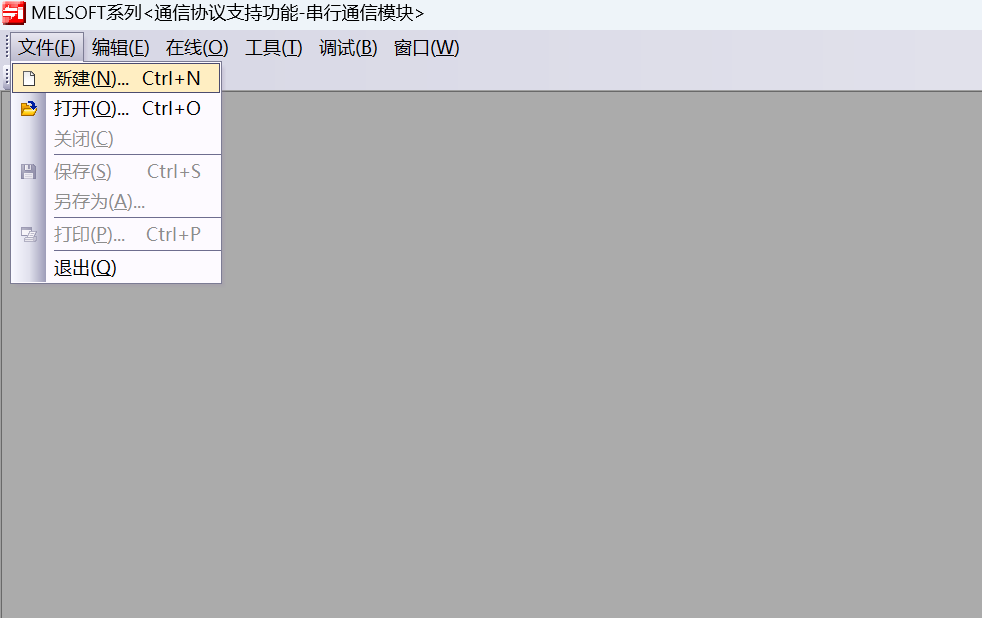 MELSOFT系列<通信协议支持功能-串行通信模块>
文件(F) 编辑(E) 在线(O) 工具(T) 调试(B) 窗口(W)
新建(N)... Ctrl+N
打开(O)... Ctrl+O
关闭(C)
保存(S) Ctrl+S
另存为(A)...
打印(P)... Ctrl+P
退出(Q)